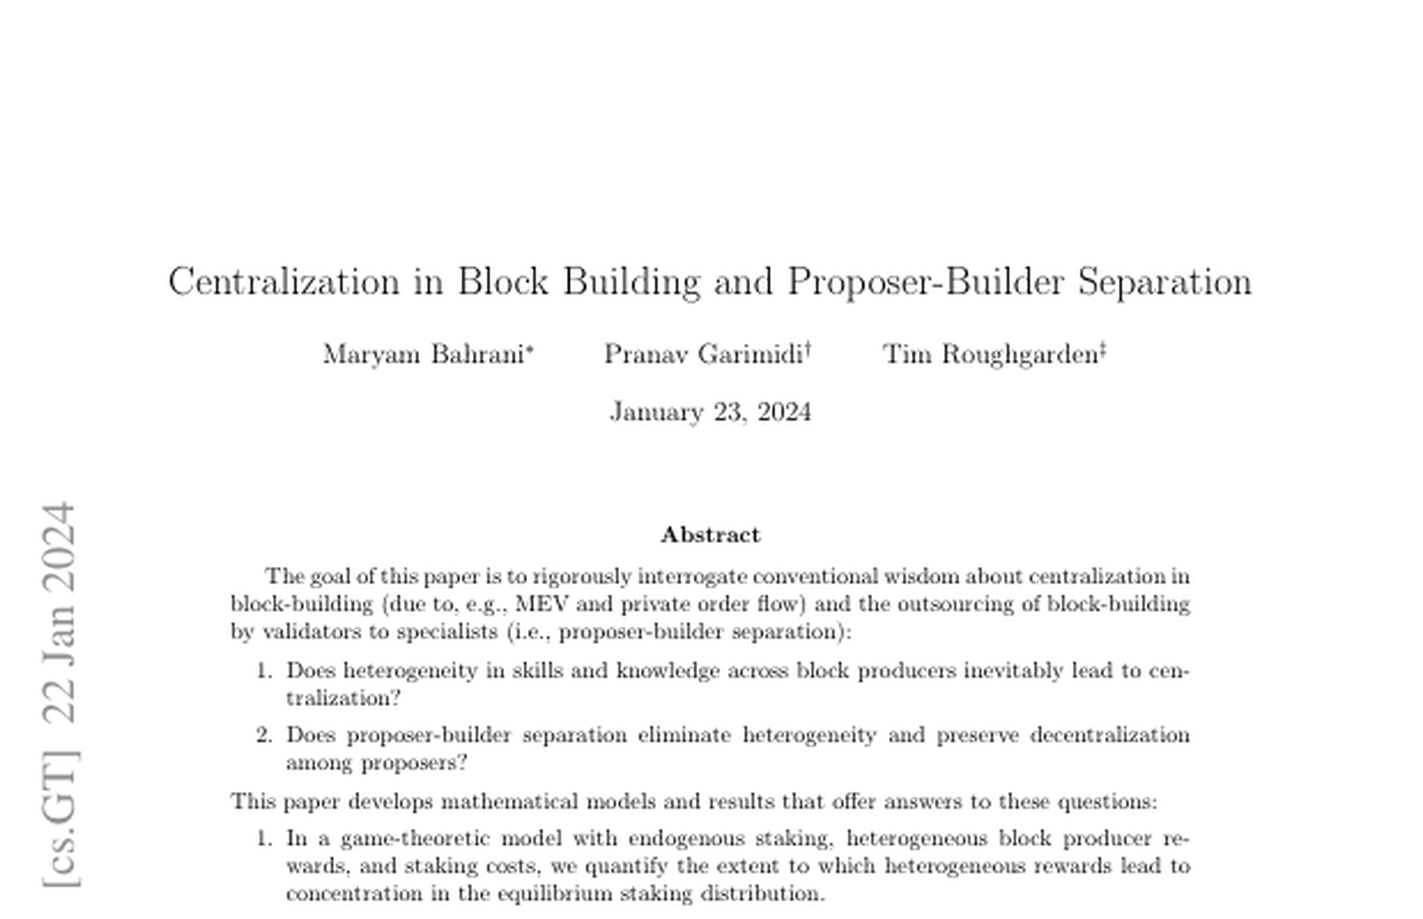 Centralization in Block Building and Proposer-Builder Separation
Maryam Bahrani* Pranav Garimidi† Tim Roughgarden‡
January 23, 2024
[cs.GT] 22 Jan 2024
Abstract
The goal of this paper is to rigorously interrogate conventional wisdom about centralization in
block-building (due to, e.g., MEV and private order flow) and the outsourcing of block-building
by validators to specialists (i.e., proposer-builder separation):
1. Does heterogeneity in skills and knowledge across block producers inevitably lead to cen-
tralization?
2. Does proposer-builder separation eliminate heterogeneity and preserve decentralization
among proposers?
This paper develops mathematical models and results that offer answers to these questions:
1. In a game-theoretic model with endogenous staking, heterogeneous block producer re-
wards, and staking costs, we quantify the extent to which heterogeneous rewards lead to
concentration in the equilibrium staking distribution.